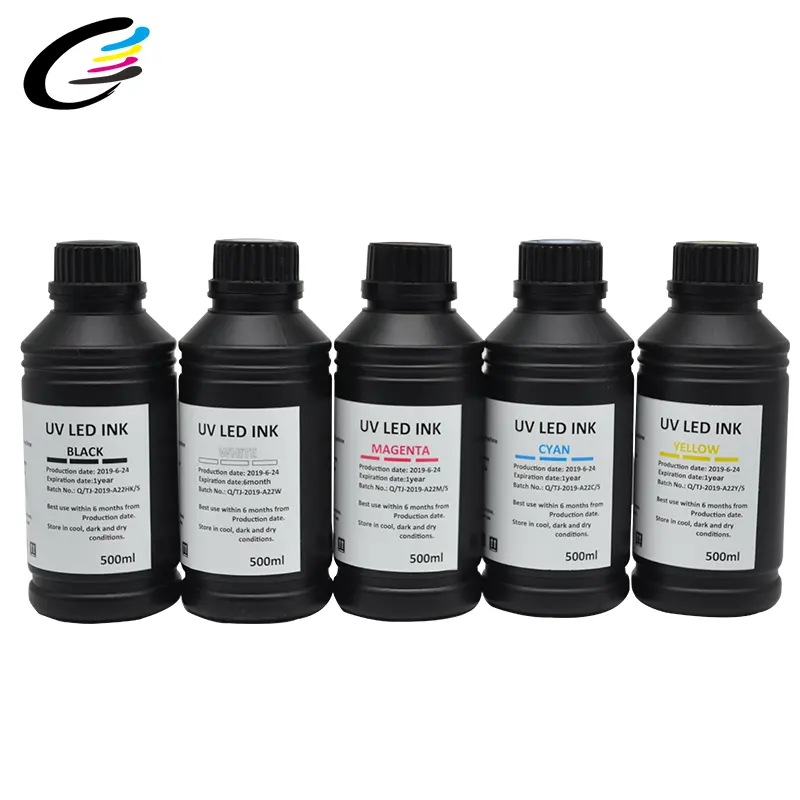 UV LED INK
BLACK
Production date: 2019-6-24
Expiration date:1year
Batch No.: Q/TJ-2019-A22HK/S
Best use within 6 months from
Production date.
Store in cool, dark and dry
conditions.
500ml
UV LED INK
WHITE
Production date: 2019-6-24
Expiration date:6month
Batch No.: Q/TJ-2019-A22W
Best use within 6 months from
Production date.
Store in cool, dark and dry
conditions.
500ml
UV LED INK
MAGENTA
Production date: 2019-6-24
Expiration date:1year
Batch No.: Q/TJ-2019-A22M/S
Best use within 6 months from
Production date.
Store in cool, dark and dry
conditions.
500ml
UV LED INK
CYAN
Production date: 2019-6-24
Expiration date:1year
Batch No.: Q/TJ-2019-A22C/S
Best use within 6 months from
Production date.
Store in cool, dark and dry
conditions.
500ml
UV LED INK
YELLOW
Production date: 2019-6-24
Expiration date:1year
Batch No.: Q/TJ-2019-A22Y/S
Best use within 6 months from
Production date.
Store in cool, dark and dry
conditions.
500ml